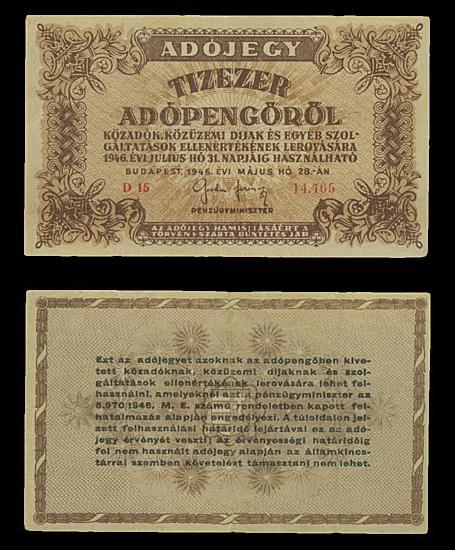 ADÓJEGY
TIZEZER
ADÓPENGŐRŐL
KÖZADÓK, KÖZÜZEMI DIJAK ÉS EGYÉB SZOL-
GÁLTATÁSOK ELLENÉRTÉKÉNEK LEROVÁSÁRA
1946. ÉVI JULIUS HÓ 31. NAPJÁIG HASZNÁLHATÓ
BUDAPEST, 1946. ÉVI MÁJUS HÓ 28.-ÁN
D 15 14,465
PÉNZÜGYMINISZTER
AZ ADÓJEGY HAMISITÁSÁÉRT A
TÖRVÉNY SZABTA BÜNTETÉS JÁR
Ezt az adójegyet azoknak az adópengőben kive-
tett közadóknak, közüzemi dijaknak és szol-
gáltatások ellenértékének lerovására lehet fel-
használni, amelyeknél azt a pénzügyminiszter az
5.970/1946. M. E. számú rendeletben kapott fel-
hatalmazás alapján engedélyezi. A túloldalon jel-
zett felhasználási határidő lejártával ez az adó-
jegy érvényét veszti; az érvényességi határidőig
fel nem használt adójegy alapján az államkincs-
tárral szemben követelést támasztani nem lehet.